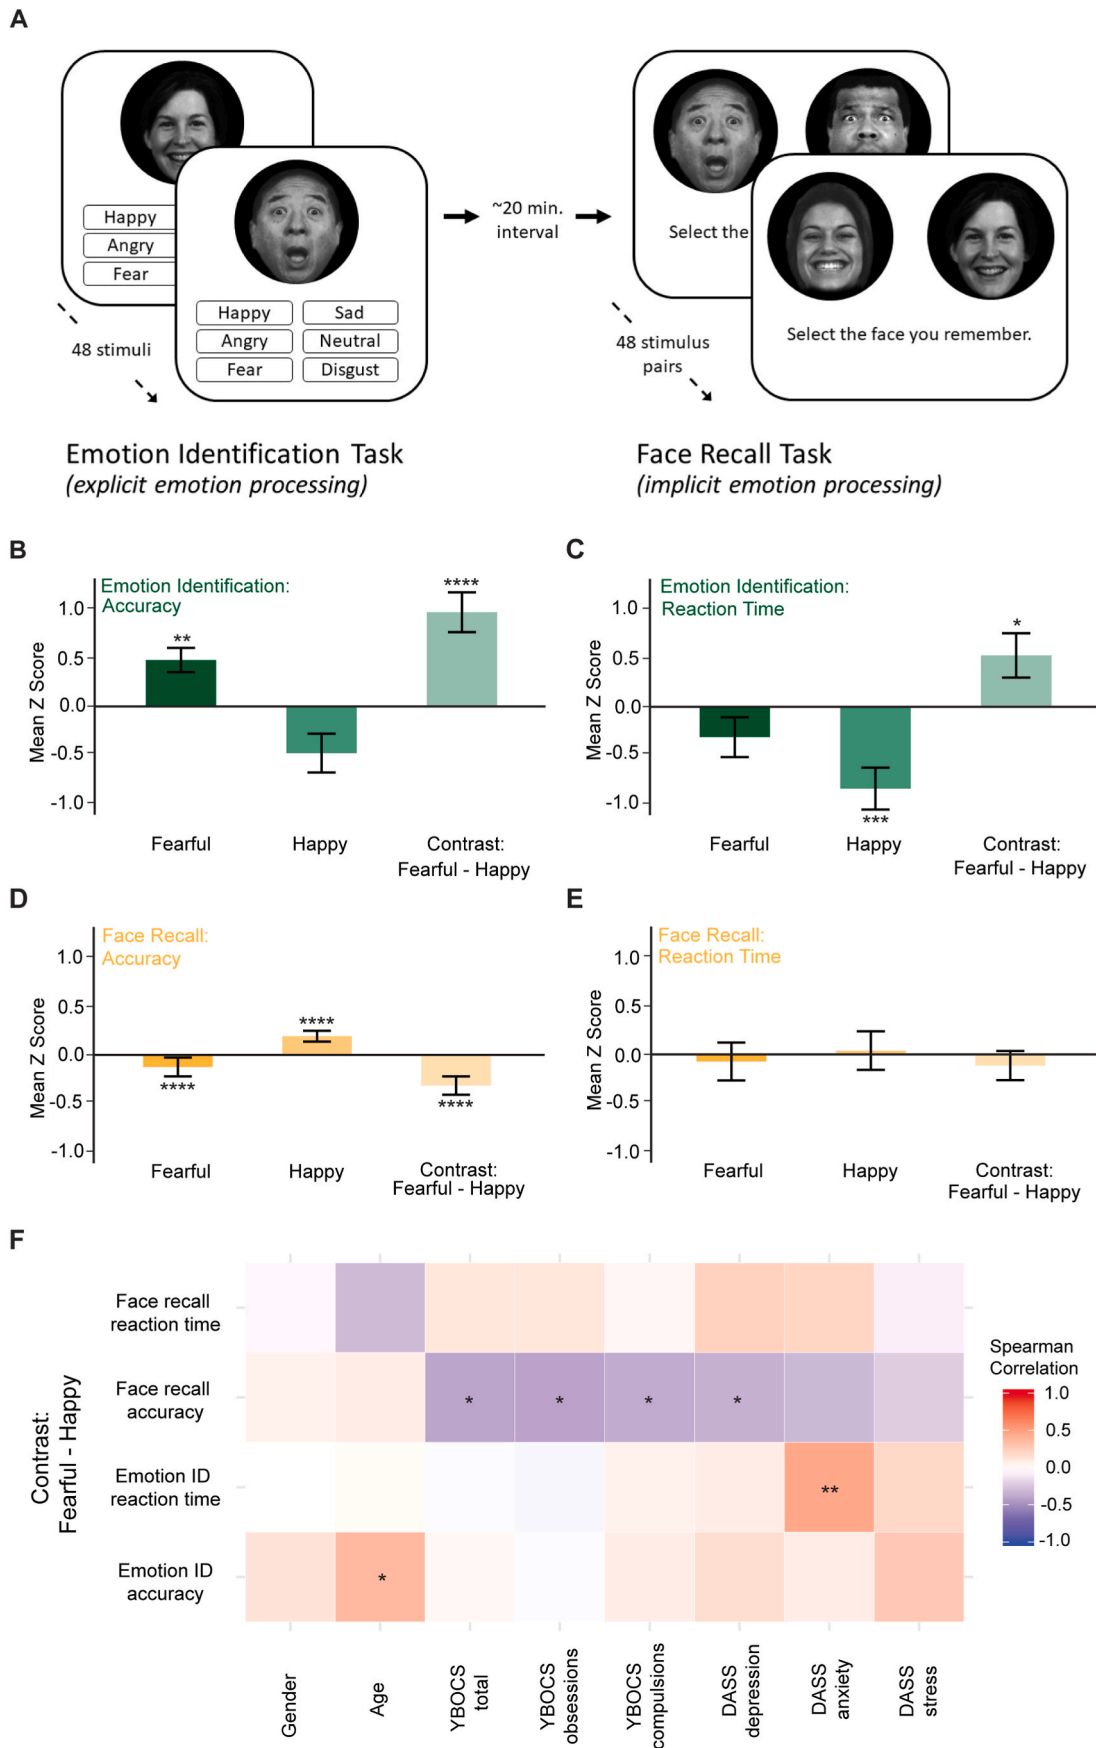 A
Happy
Angry
Fear
48 stimuli
Happy
Sad
Angry
Neutral
Fear
Disgust
~20 min.
interval
Select the
48 stimulus
pairs
Select the face you remember.
Emotion Identification Task
(explicit emotion processing)
Face Recall Task
(implicit emotion processing)
B
Emotion Identification:
Accuracy
Mean Z Score
1.0
0.5
0.0
-0.5
-1.0
**
****
Fearful
Happy
Contrast:
Fearful - Happy
C
Emotion Identification:
Reaction Time
Mean Z Score
1.0
0.5
0.0
-0.5
-1.0
***
*
Fearful
Happy
Contrast:
Fearful - Happy
D
Face Recall:
Accuracy
Mean Z Score
1.0
0.5
0.0
-0.5
-1.0
****
****
****
Fearful
Happy
Contrast:
Fearful - Happy
E
Face Recall:
Reaction Time
Mean Z Score
1.0
0.5
0.0
-0.5
-1.0
Fearful
Happy
Contrast:
Fearful - Happy
F
Contrast:
Fearful - Happy
Face recall
reaction time
Face recall
accuracy
* * * *
Emotion ID
reaction time
**
Emotion ID
accuracy
*
Gender
Age
YBOCS
total
YBOCS
obsessions
YBOCS
compulsions
DASS
depression
DASS
anxiety
DASS
stress
Spearman
Correlation
1.0
0.5
0.0
-0.5
-1.0